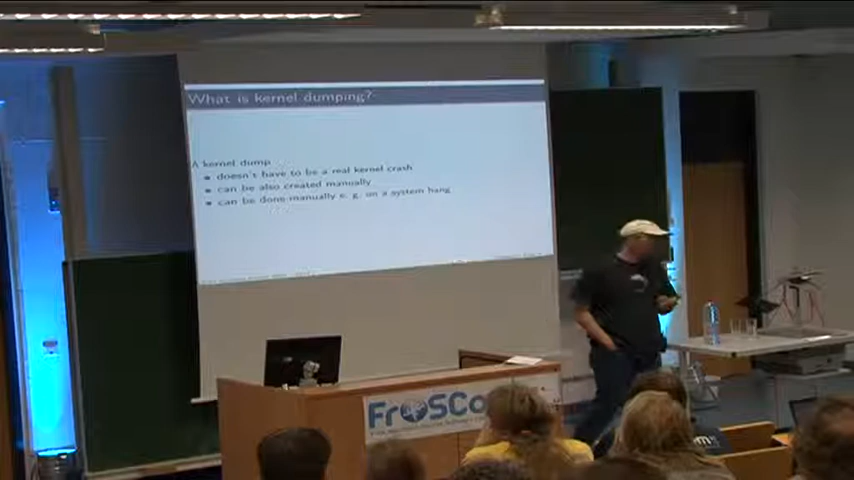 What is kernel dumping?
A kernel dump
doesn't have to be a real kernel crash
can be also created manually
can be done manually e. g. on a system hang
FrOSCo